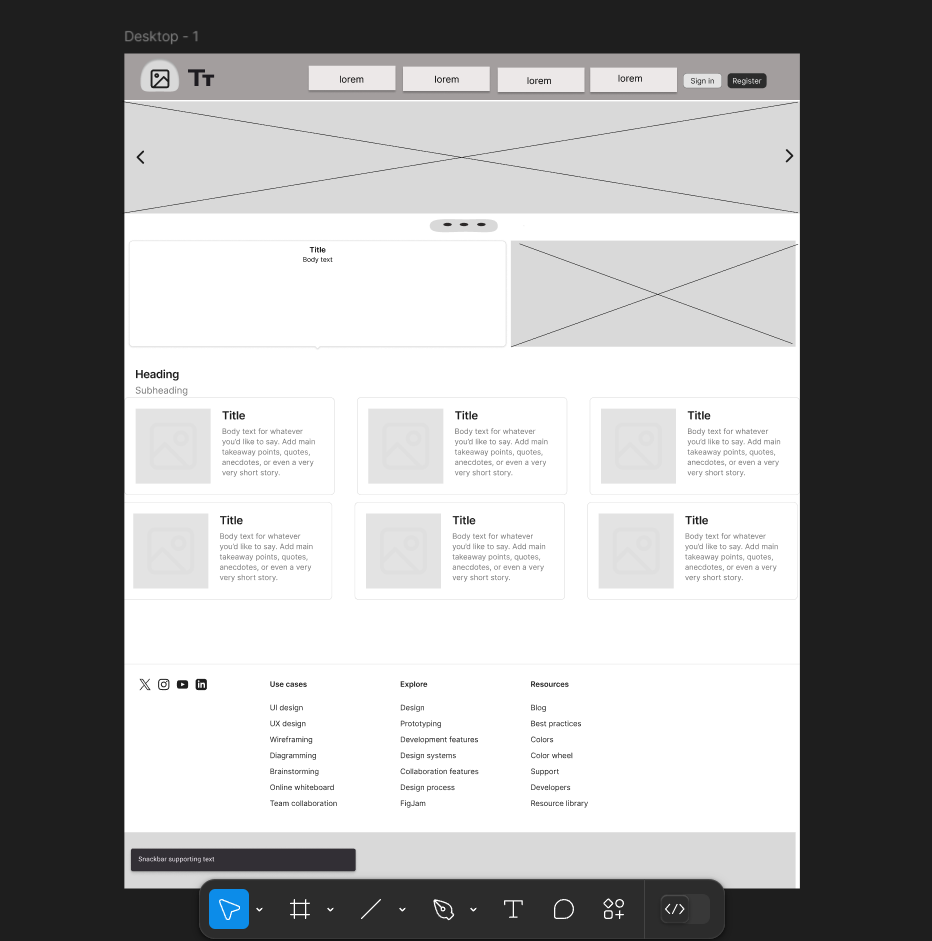 Desktop - 1
Tт
lorem
lorem
lorem
lorem
Sign in
Register
Title
Body text
Heading
Subheading
Title
Body text for whatever
you'd like to say. Add main
takeaway points, quotes,
anecdotes, or even a very
very short story.
Title
Body text for whatever
you'd like to say. Add main
takeaway points, quotes,
anecdotes, or even a very
very short story.
Title
Body text for whatever
you'd like to say. Add main
takeaway points, quotes,
anecdotes, or even a very
very short story.
Title
Body text for whatever
you'd like to say. Add main
takeaway points, quotes,
anecdotes, or even a very
very short story.
Title
Body text for whatever
you'd like to say. Add main
takeaway points, quotes,
anecdotes, or even a very
very short story.
Title
Body text for whatever
you'd like to say. Add main
takeaway points, quotes,
anecdotes, or even a very
very short story.
Use cases
UI design
UX design
Wireframing
Diagramming
Brainstorming
Online whiteboard
Team collaboration
Explore
Design
Prototyping
Development features
Design systems
Collaboration features
Design process
FigJam
Resources
Blog
Best practices
Colors
Color wheel
Support
Developers
Resource library
Snackbar supporting text